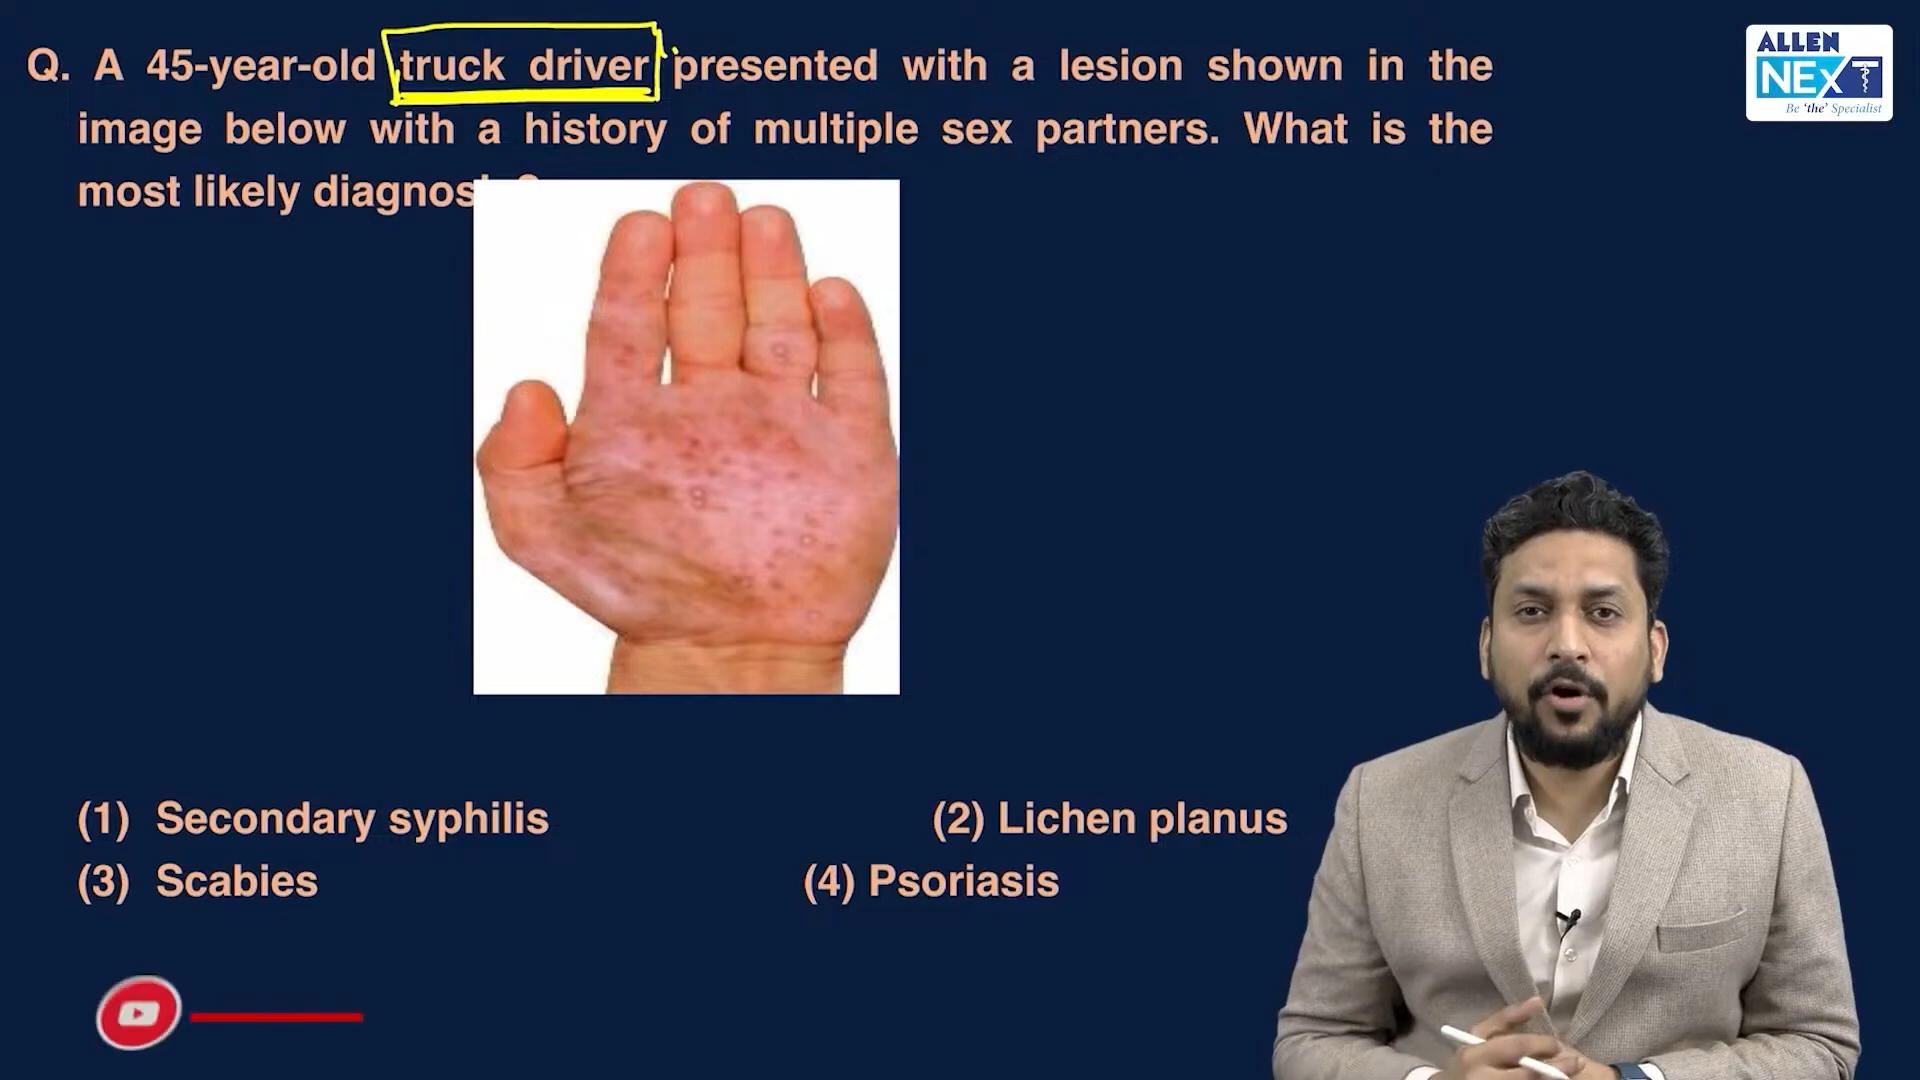 Q. A 45-year-old truck driver presented with a lesion shown in the
image below with a history of multiple sex partners. What is the
most likely
ALLEN
NEXT
Be 'the' Specialist
(1) Secondary syphilis
(2) Lichen planus
(3) Scabies
(4) Psoriasis